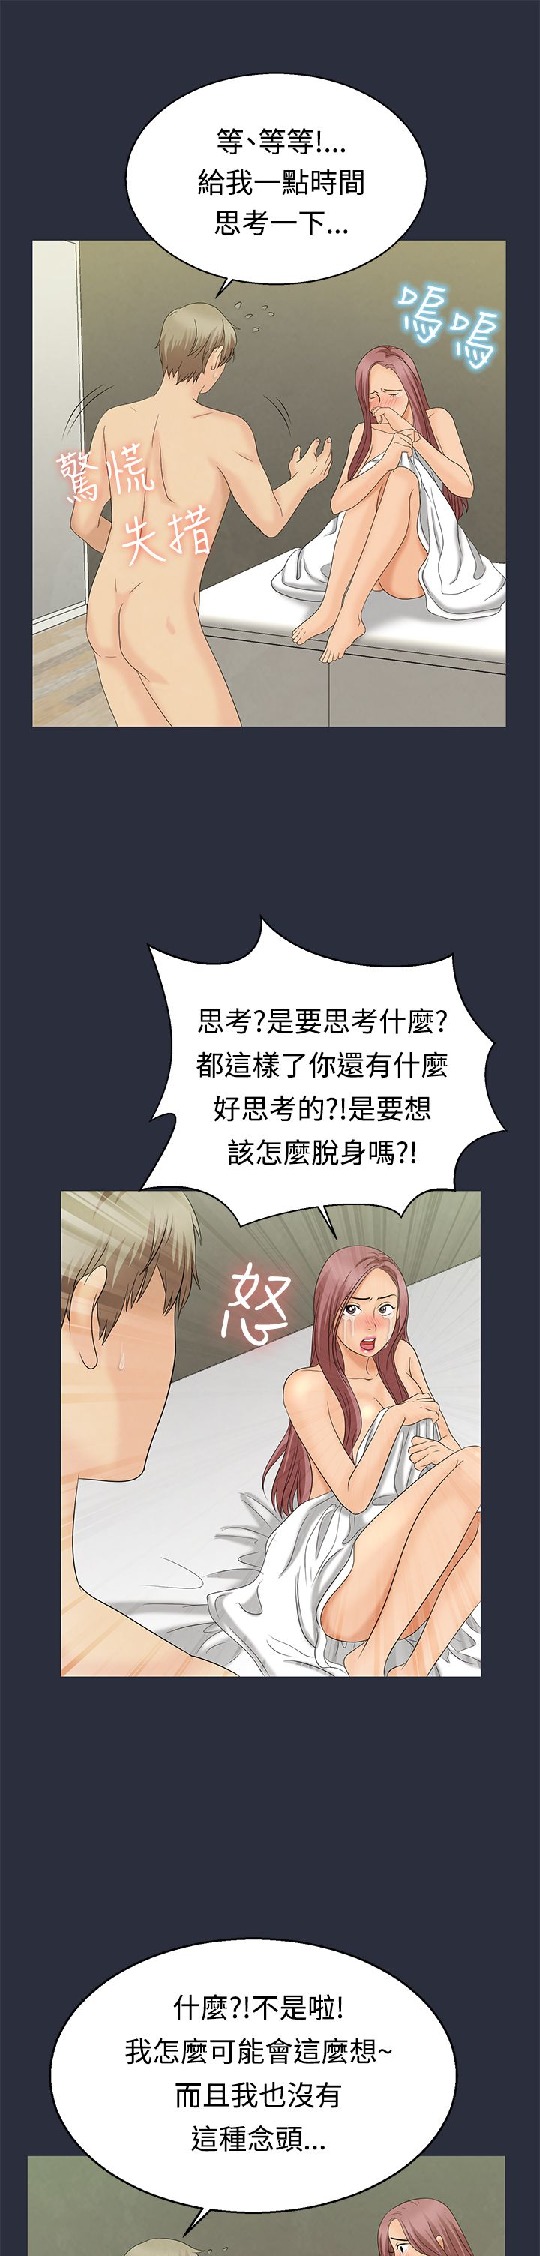 等、等等!...
給我一點時間
思考一下...
嗚嗚
驚慌
失措
思考?是要思考什麼?
都這樣了你還有什麼
好思考的?!是要想
該怎麼脫身嗎?!
怒
什麼?!不是啦!
我怎麼可能會這麼想~
而且我也沒有
這種念頭...